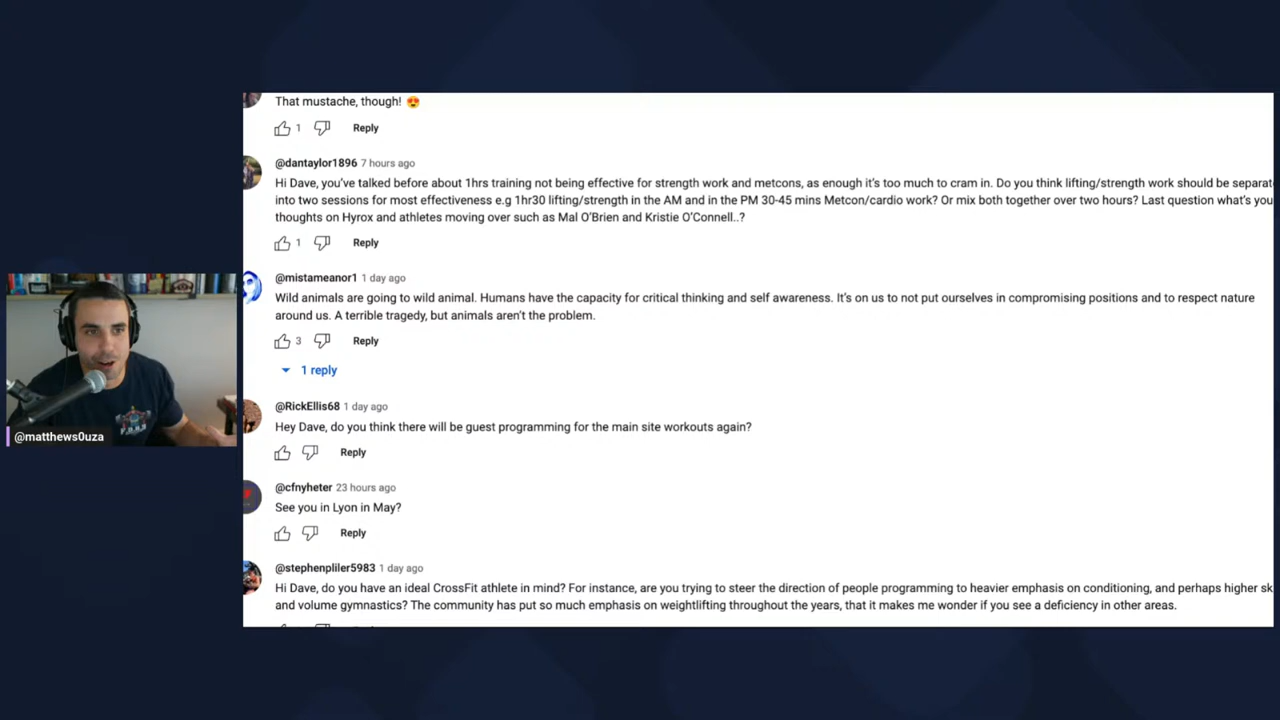 That mustache, though! 😍
1 Reply
@dantaylor1896 7 hours ago
Hi Dave, you've talked before about 1hrs training not being effective for strength work and metcons, as enough it's too much to cram in. Do you think lifting/strength work should be separate
into two sessions for most effectiveness e.g 1hr30 lifting/strength in the AM and in the PM 30-45 mins Metcon/cardio work? Or mix both together over two hours? Last question what's you
thoughts on Hyrox and athletes moving over such as Mal O'Brien and Kristie O'Connell..?
1 Reply
@mistameanor1 1 day ago
Wild animals are going to wild animal. Humans have the capacity for critical thinking and self awareness. It's on us to not put ourselves in compromising positions and to respect nature
around us. A terrible tragedy, but animals aren't the problem.
3 Reply
1 reply
@RickEllis68 1 day ago
Hey Dave, do you think there will be guest programming for the main site workouts again?
Reply
@matthews0uza
@cfnyheter 23 hours ago
See you in Lyon in May?
Reply
@stephenpliler5983 1 day ago
Hi Dave, do you have an ideal CrossFit athlete in mind? For instance, are you trying to steer the direction of people programming to heavier emphasis on conditioning, and perhaps higher sk
and volume gymnastics? The community has put so much emphasis on weightlifting throughout the years, that it makes me wonder if you see a deficiency in other areas.